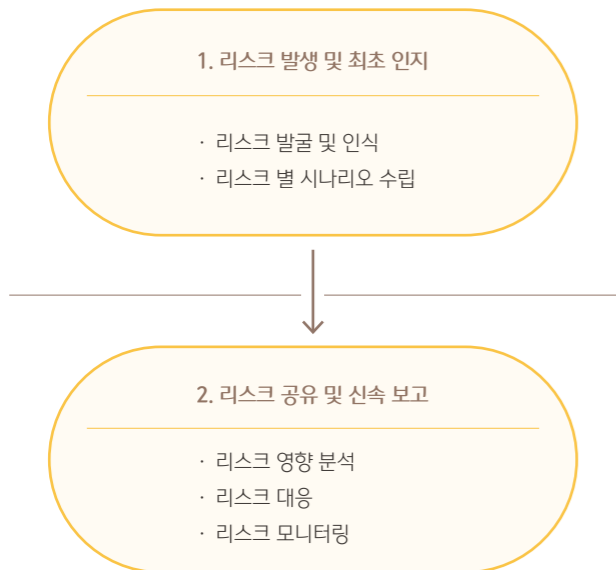 1. 리스크 발생 및 최초 인지
· 리스크 발굴 및 인식
· 리스크 별 시나리오 수립
2. 리스크 공유 및 신속 보고
· 리스크 영향 분석
· 리스크 대응
· 리스크 모니터링